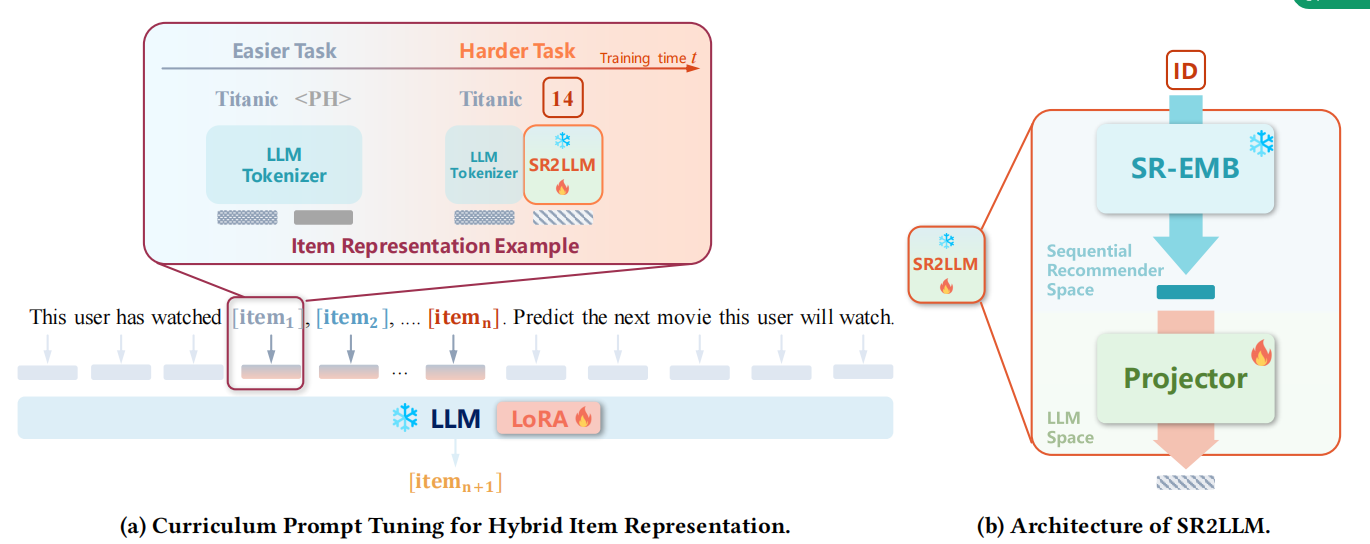 Easier Task Harder Task
Training time t
Titanic <PH> Titanic 14
LLM
Tokenizer
LLM
Tokenizer
SR2LLM
Item Representation Example
This user has watched [item1], [item2], .... [itemn]. Predict the next movie this user will watch.
...
LLM LoRA
[itemn+1]
(a) Curriculum Prompt Tuning for Hybrid Item Representation.
ID
SR-EMB
Sequential
Recommender
Space
SR2LLM
Projector
LLM
Space
(b) Architecture of SR2LLM.